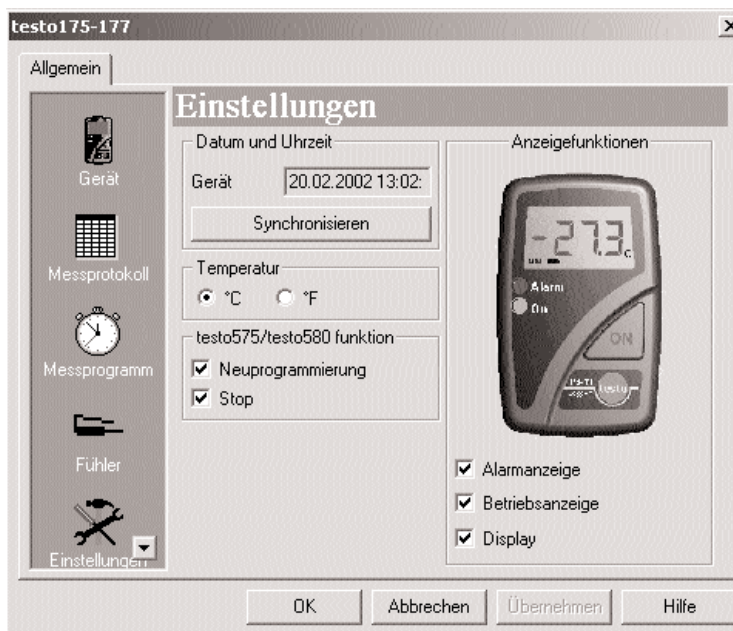 testo175-177
Allgemein
Gerät
Messprotokoll
Messprogramm
Fühler
Einstellungen
Einstellungen
Datum und Uhrzeit
Gerät 20.02.2002 13:02:
Synchronisieren
Temperatur
°C °F
testo575/testo580 funktion
Neuprogrammierung
Stop
Anzeigefunktionen
-27.3 c
Alarm
On
ON
testo
Alarmanzeige
Betriebsanzeige
Display
OK Abbrechen Übernehmen Hilfe